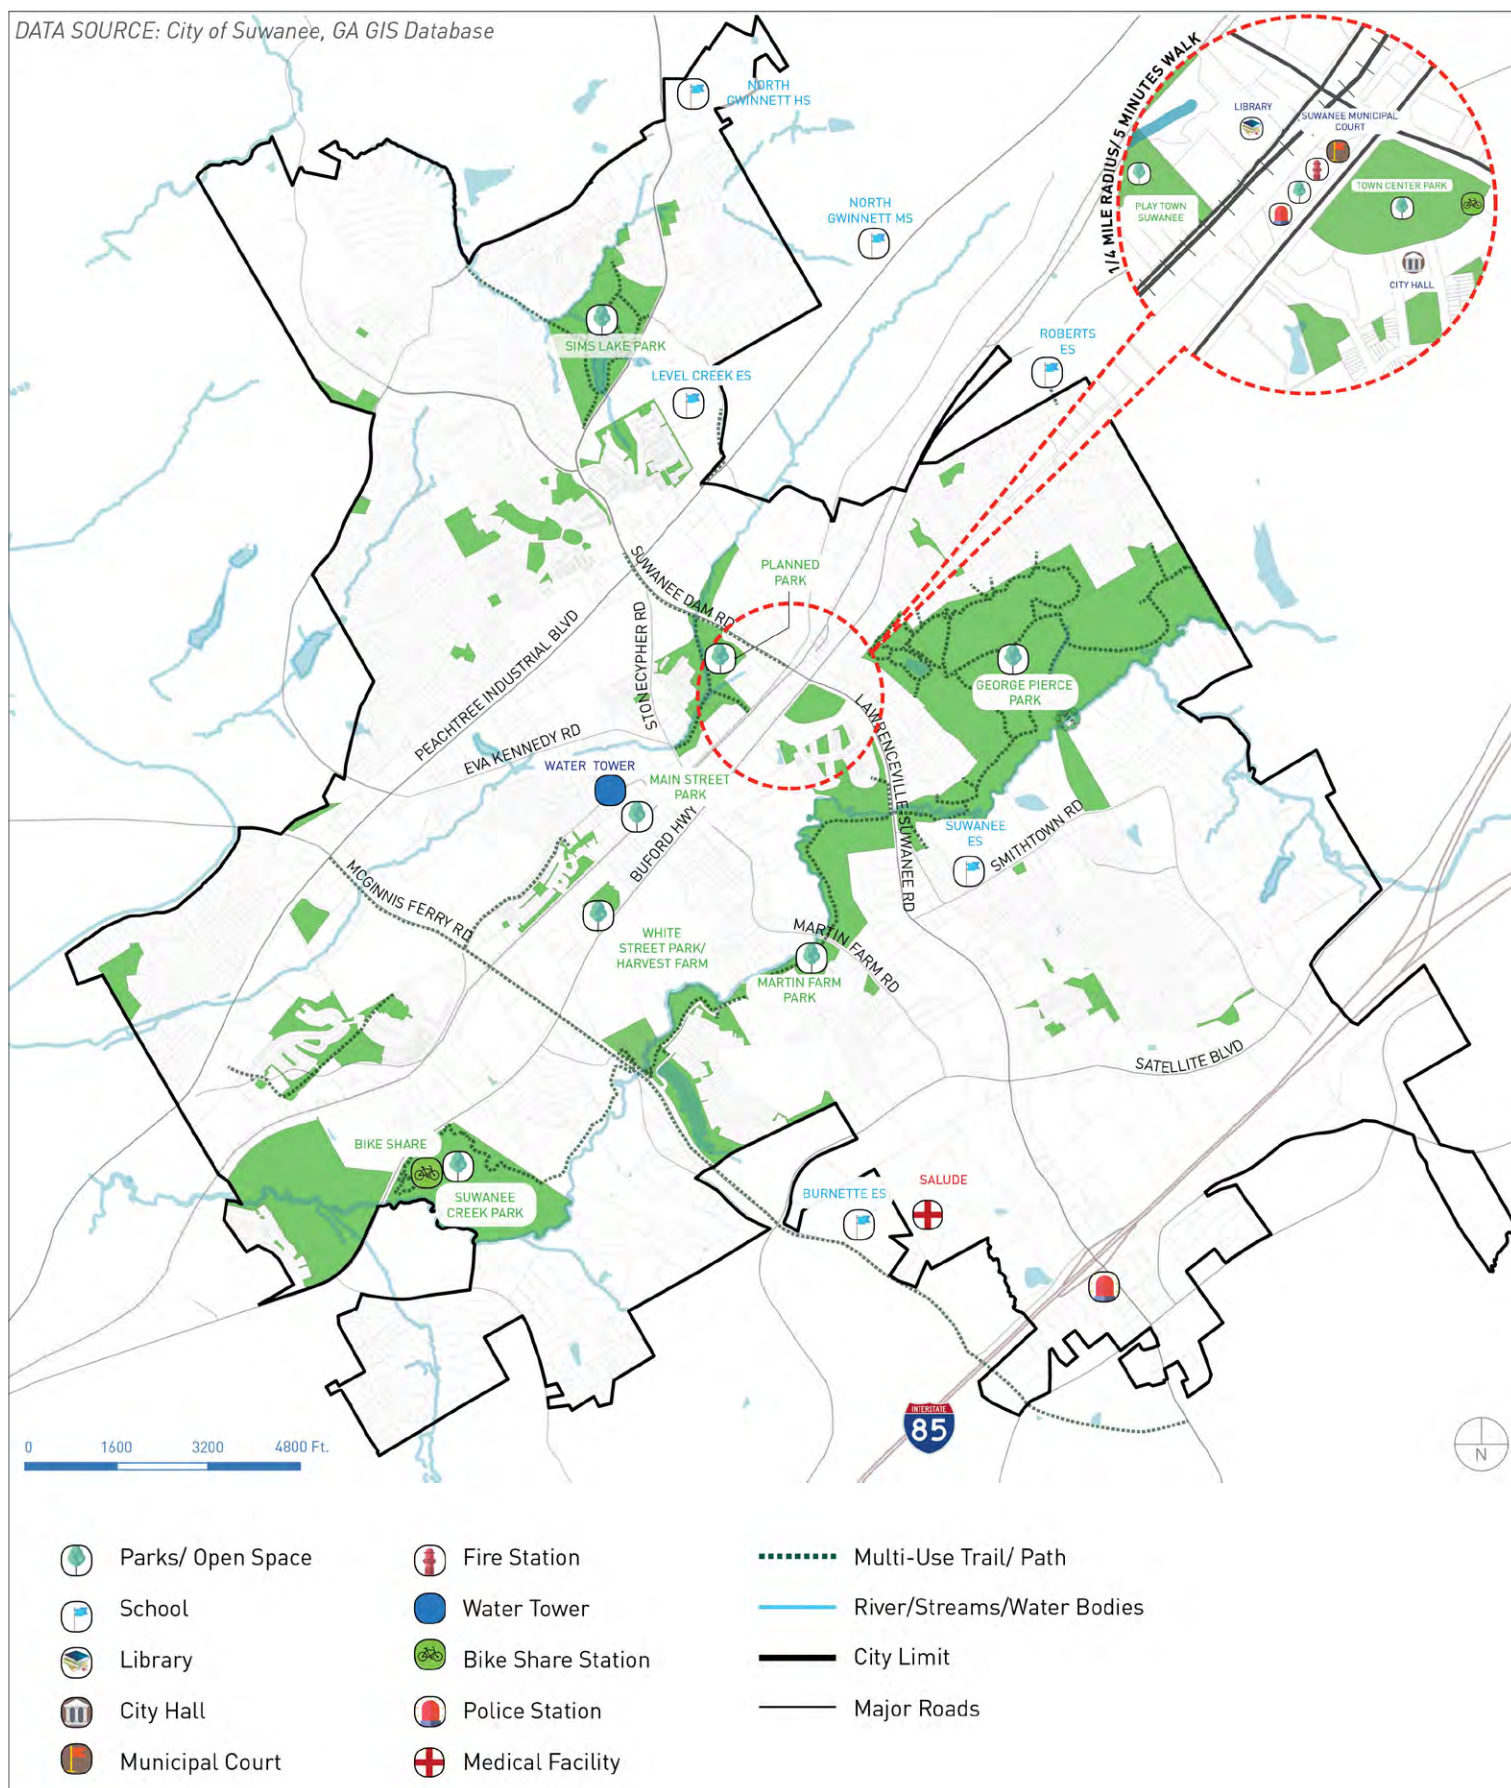 DATA SOURCE: City of Suwanee, GA GIS Database
1/4 MILE RADIUS/ 5 MINUTES WALK
NORTH
GWINNETT HS
LIBRARY
SUWANEE MUNICIPAL
COURT
TOWN CENTER PARK
PLAY TOWN
SUWANEE
CITY HALL
NORTH
GWINNETT MS
SIMS LAKE PARK
ROBERTS
ES
LEVEL CREEK ES
PLANNED
PARK
SUWANEE DAM RD
STONECYPHER RD
PEACHTREE INDUSTRIAL BLVD
GEORGE PIERCE
PARK
LAWRENCEVILLE SUWANEE RD
EVA KENNEDY RD
WATER TOWER
MAIN STREET
PARK
BUFORD HWY
SUWANEE
ES
SMITHTOWN RD
MCGINNIS FERRY RD
WHITE
STREET PARK/
HARVEST FARM
MARTIN FARM RD
MARTIN FARM
PARK
SATELLITE BLVD
BIKE SHARE
SUWANEE
CREEK PARK
BURNETTE ES
SALUDE
INTERSTATE
85
0 1600 3200 4800 Ft.
N
Parks/ Open Space
School
Library
City Hall
Municipal Court
Fire Station
Water Tower
Bike Share Station
Police Station
Medical Facility
Multi-Use Trail/ Path
River/Streams/Water Bodies
City Limit
Major Roads